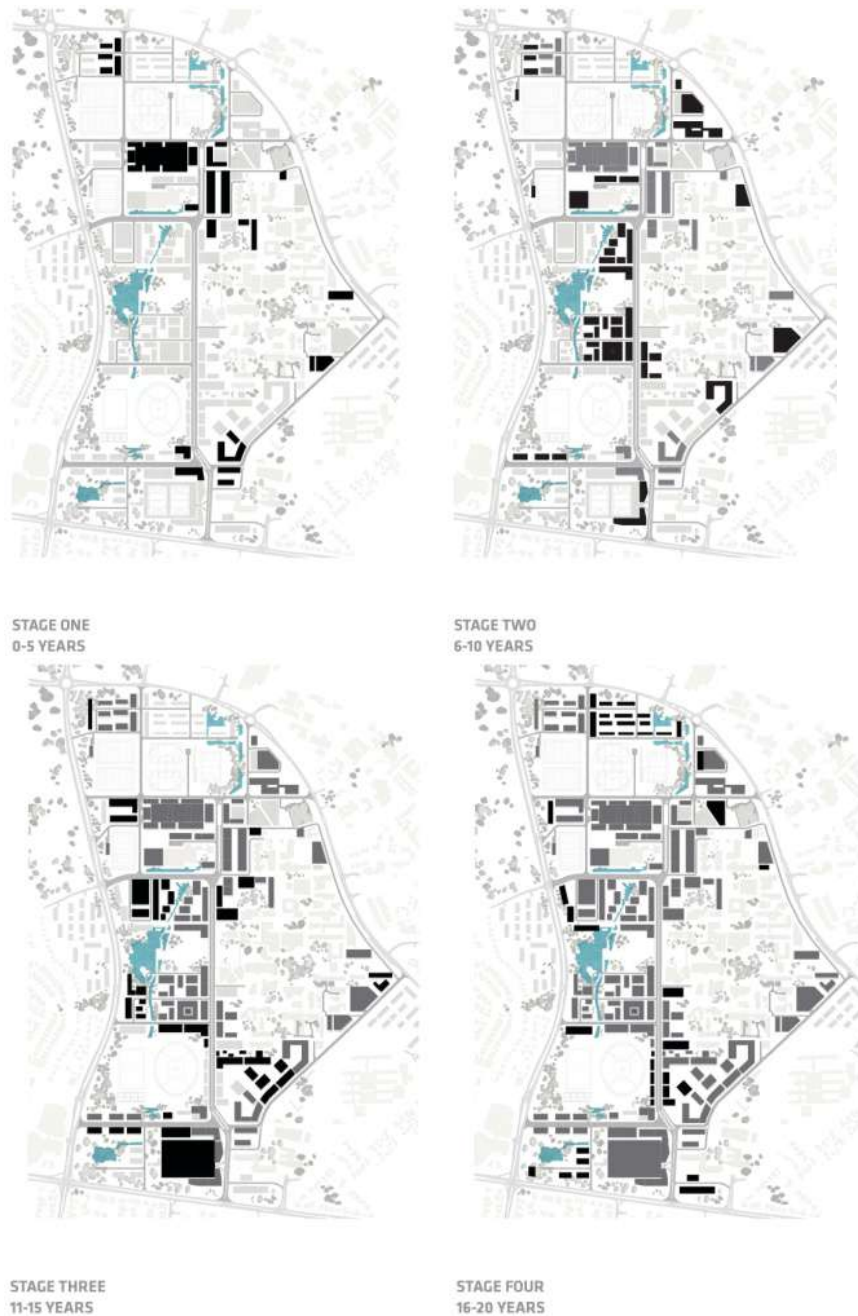 STAGE ONE
0-5 YEARS
STAGE TWO
6-10 YEARS
STAGE THREE
11-15 YEARS
STAGE FOUR
16-20 YEARS